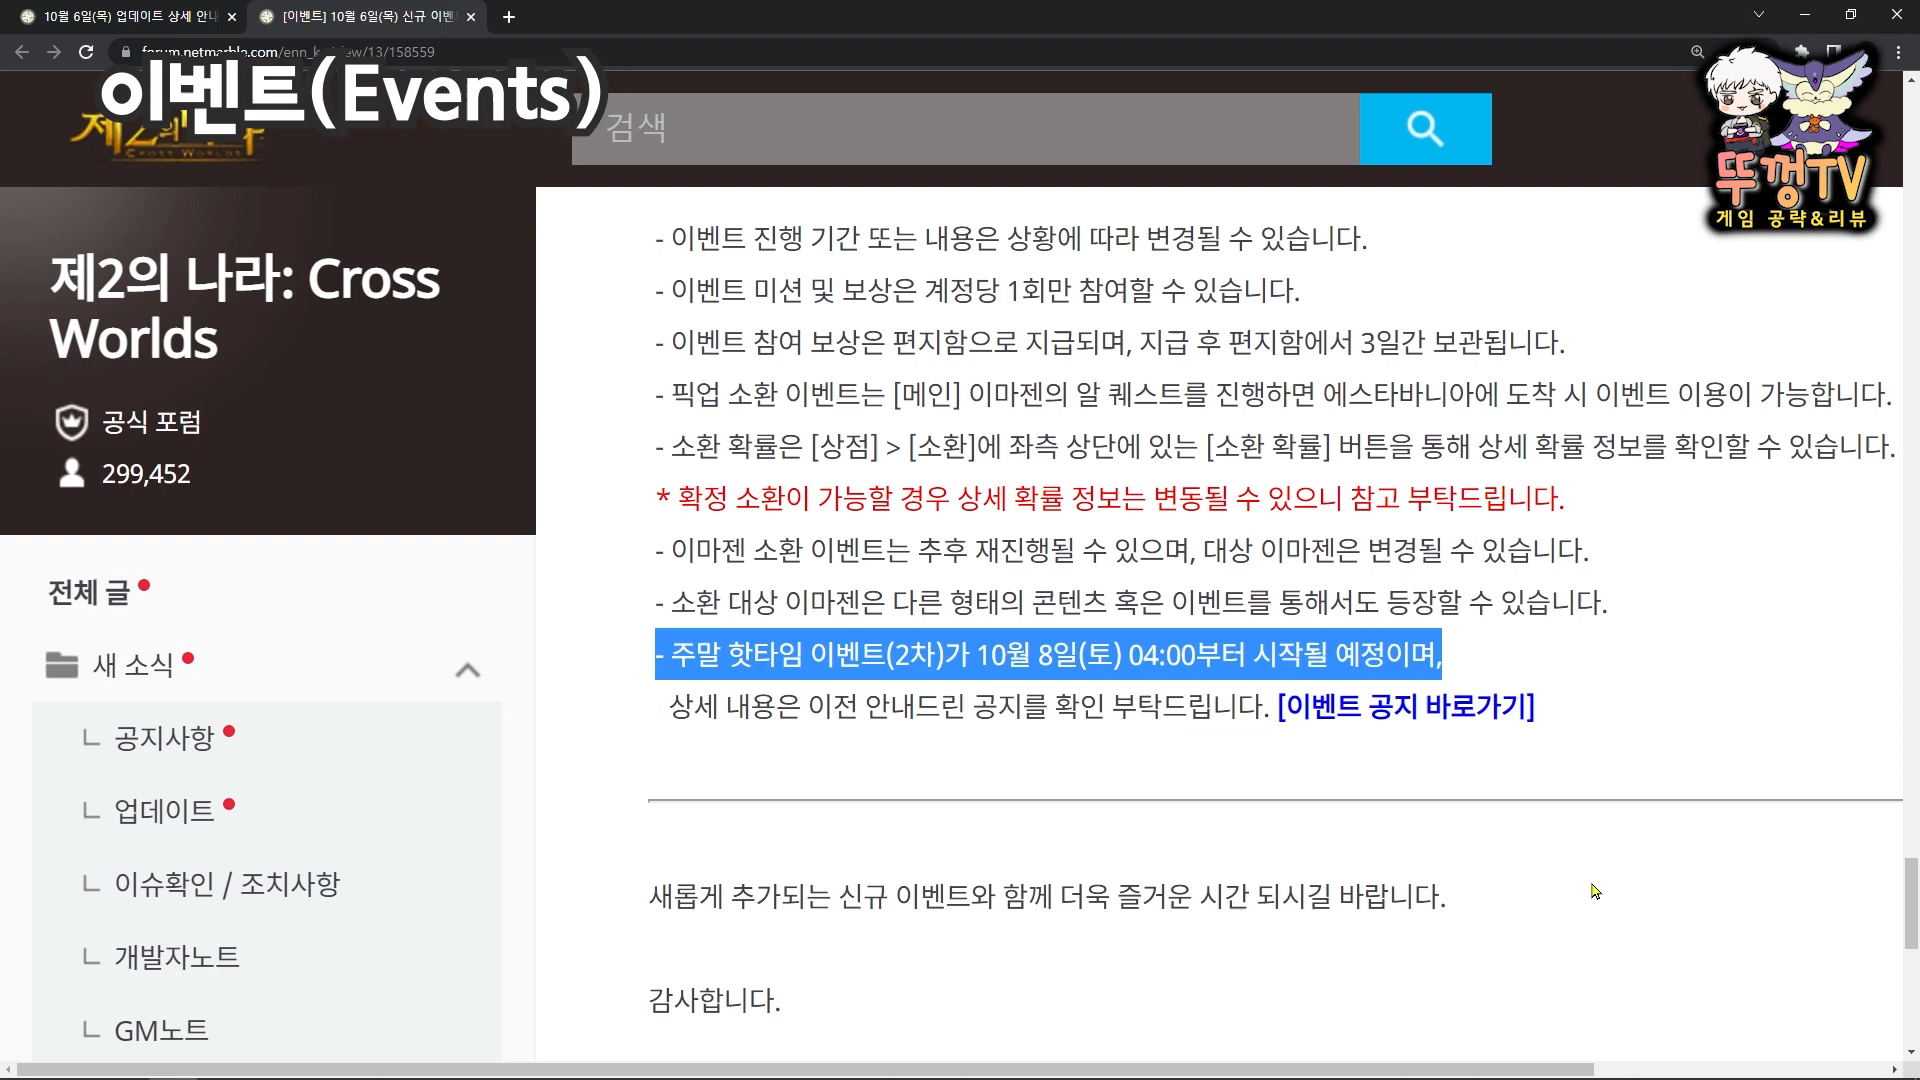 10월 6일(목) 업데이트 상세 안내
[이벤트] 10월 6일(목) 신규 이벤
forum.netmarble.com/enn_k
ew/13/158559
이벤트(Events)
검색
뚜껑TV
게임 공략&리뷰
제2의 나라: Cross
Worlds
공식 포럼
299,452
전체 글
새 소식
공지사항
업데이트
이슈확인 / 조치사항
개발자노트
GM노트
- 이벤트 진행 기간 또는 내용은 상황에 따라 변경될 수 있습니다.
- 이벤트 미션 및 보상은 계정당 1회만 참여할 수 있습니다.
- 이벤트 참여 보상은 편지함으로 지급되며, 지급 후 편지함에서 3일간 보관됩니다.
- 픽업 소환 이벤트는 [메인] 이마젠의 알 퀘스트를 진행하면 에스타바니아에 도착 시 이벤트 이용이 가능합니다.
- 소환 확률은 [상점] > [소환]에 좌측 상단에 있는 [소환 확률] 버튼을 통해 상세 확률 정보를 확인할 수 있습니다.
* 확정 소환이 가능할 경우 상세 확률 정보는 변동될 수 있으니 참고 부탁드립니다.
- 이마젠 소환 이벤트는 추후 재진행될 수 있으며, 대상 이마젠은 변경될 수 있습니다.
- 소환 대상 이마젠은 다른 형태의 콘텐츠 혹은 이벤트를 통해서도 등장할 수 있습니다.
- 주말 핫타임 이벤트(2차)가 10월 8일(토) 04:00부터 시작될 예정이며,
상세 내용은 이전 안내드린 공지를 확인 부탁드립니다. [이벤트 공지 바로가기]
새롭게 추가되는 신규 이벤트와 함께 더욱 즐거운 시간 되시길 바랍니다.
감사합니다.